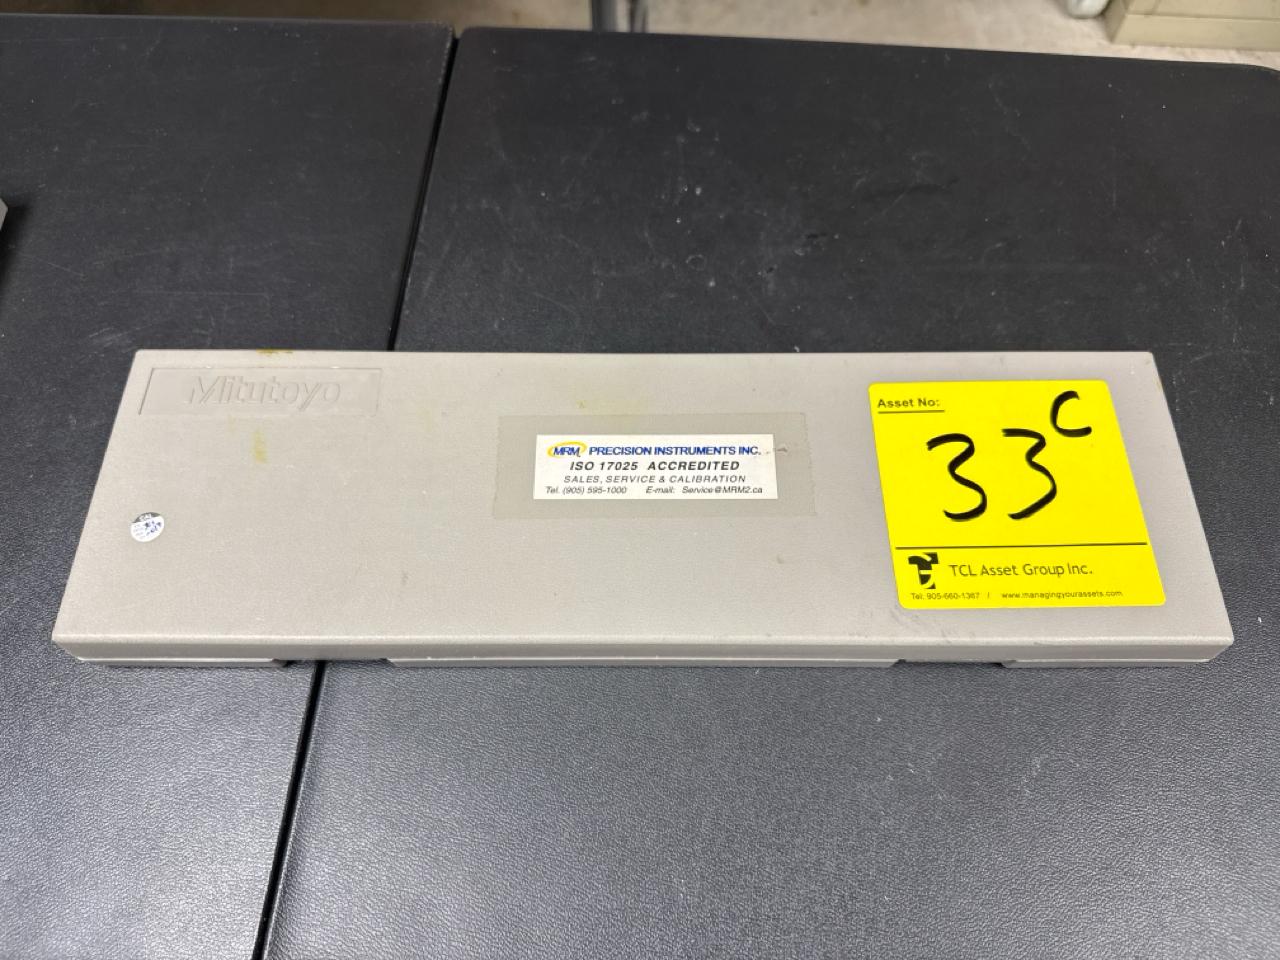 Mitutoyo
MRM PRECISION INSTRUMENTS INC.
ISO 17025 ACCREDITED
SALES, SERVICE & CALIBRATION
Tel. (905) 595-1000 E-mail: Service@MRM2.ca
Asset No:
33C
TCL Asset Group Inc.
Tel: 905-660-1367 / www.managingyourassets.com
CAL